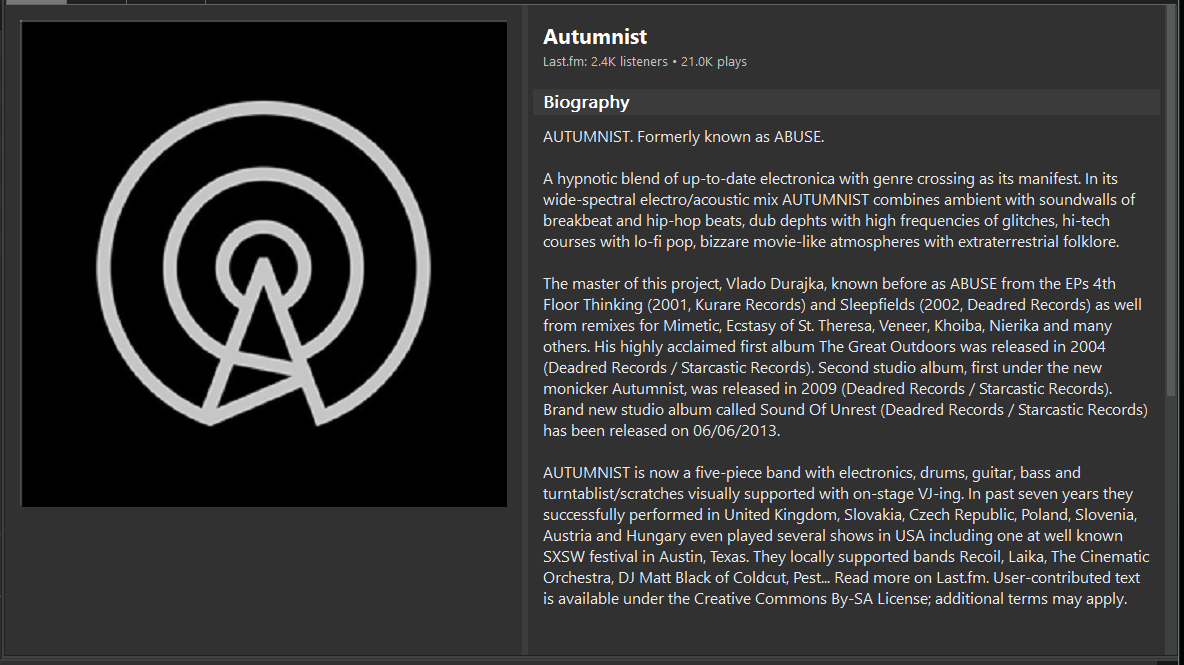 Autumnist
Last.fm: 2.4K listeners • 21.0K plays
Biography
AUTUMNIST. Formerly known as ABUSE.
A hypnotic blend of up-to-date electronica with genre crossing as its manifest. In its
wide-spectral electro/acoustic mix AUTUMNIST combines ambient with soundwalls of
breakbeat and hip-hop beats, dub dephts with high frequencies of glitches, hi-tech
courses with lo-fi pop, bizzare movie-like atmospheres with extraterrestrial folklore.
The master of this project, Vlado Durajka, known before as ABUSE from the EPs 4th
Floor Thinking (2001, Kurare Records) and Sleepfields (2002, Deadred Records) as well
from remixes for Mimetic, Ecstasy of St. Theresa, Veneer, Khoiba, Nierika and many
others. His highly acclaimed first album The Great Outdoors was released in 2004
(Deadred Records / Starcastic Records). Second studio album, first under the new
monicker Autumnist, was released in 2009 (Deadred Records / Starcastic Records).
Brand new studio album called Sound Of Unrest (Deadred Records / Starcastic Records)
has been released on 06/06/2013.
AUTUMNIST is now a five-piece band with electronics, drums, guitar, bass and
turntablist/scratches visually supported with on-stage VJ-ing. In past seven years they
successfully performed in United Kingdom, Slovakia, Czech Republic, Poland, Slovenia,
Austria and Hungary even played several shows in USA including one at well known
SXSW festival in Austin, Texas. They locally supported bands Recoil, Laika, The Cinematic
Orchestra, DJ Matt Black of Coldcut, Pest... Read more on Last.fm. User-contributed text
is available under the Creative Commons By-SA License; additional terms may apply.